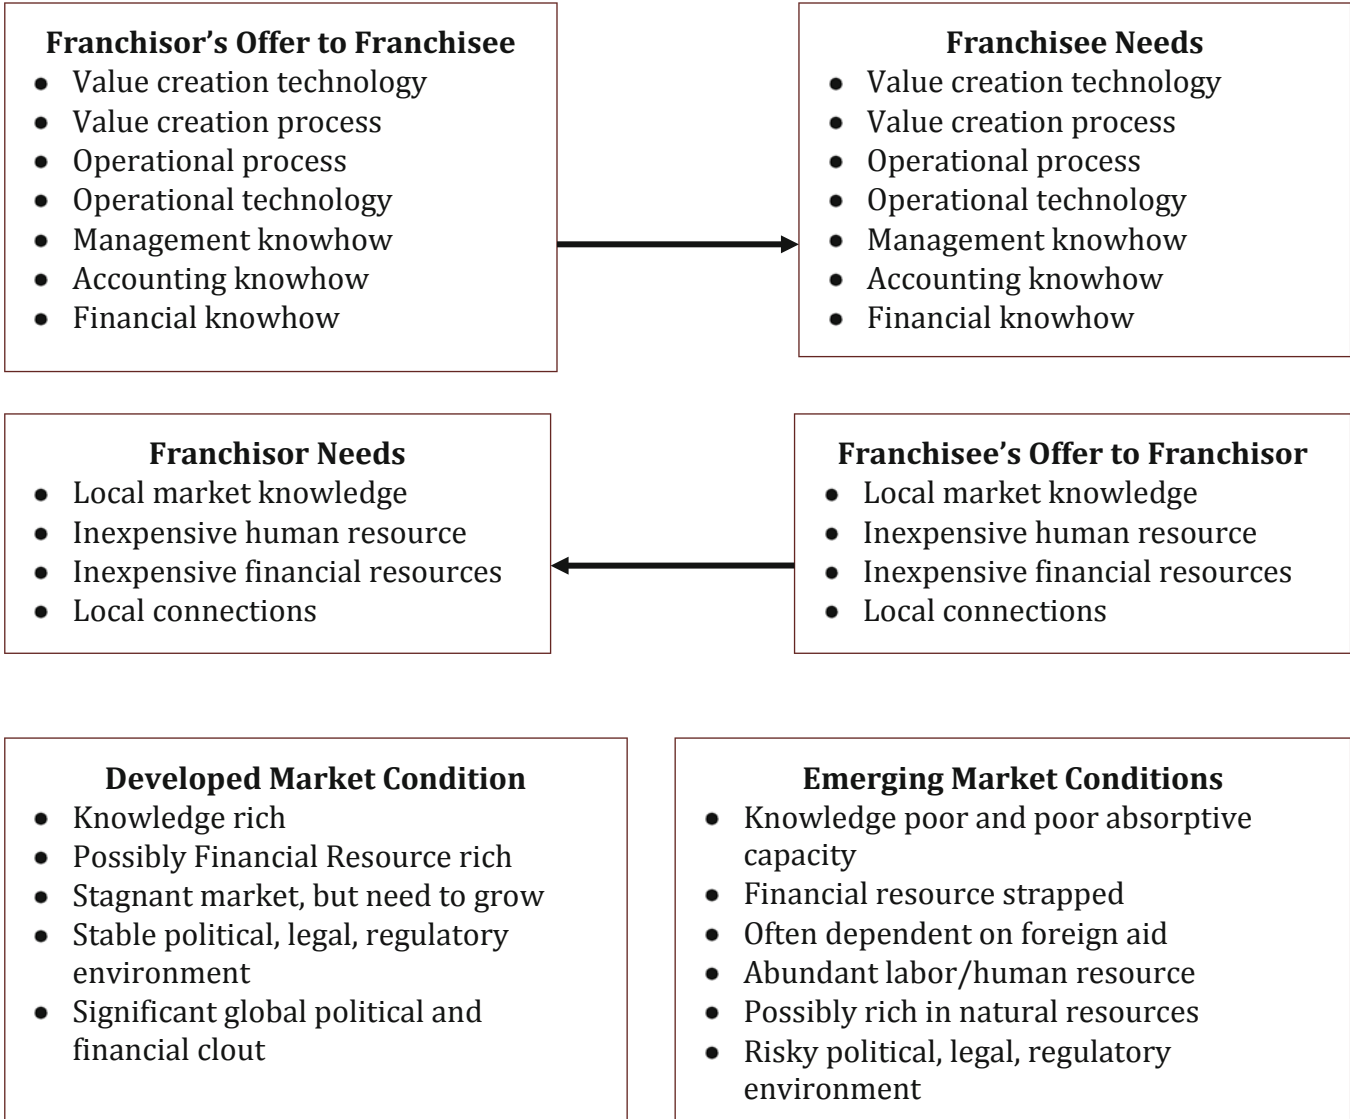 Franchisor’s Offer to Franchisee
● Value creation technology
● Value creation process
● Operational process
● Operational technology
● Management knowhow
● Accounting knowhow
● Financial knowhow
Franchisee Needs
● Value creation technology
● Value creation process
● Operational process
● Operational technology
● Management knowhow
● Accounting knowhow
● Financial knowhow
Franchisor Needs
● Local market knowledge
● Inexpensive human resource
● Inexpensive financial resources
● Local connections
Franchisee’s Offer to Franchisor
● Local market knowledge
● Inexpensive human resource
● Inexpensive financial resources
● Local connections
Developed Market Condition
● Knowledge rich
● Possibly Financial Resource rich
● Stagnant market, but need to grow
● Stable political, legal, regulatory
environment
● Significant global political and
financial clout
Emerging Market Conditions
● Knowledge poor and poor absorptive
capacity
● Financial resource strapped
● Often dependent on foreign aid
● Abundant labor/human resource
● Possibly rich in natural resources
● Risky political, legal, regulatory
environment